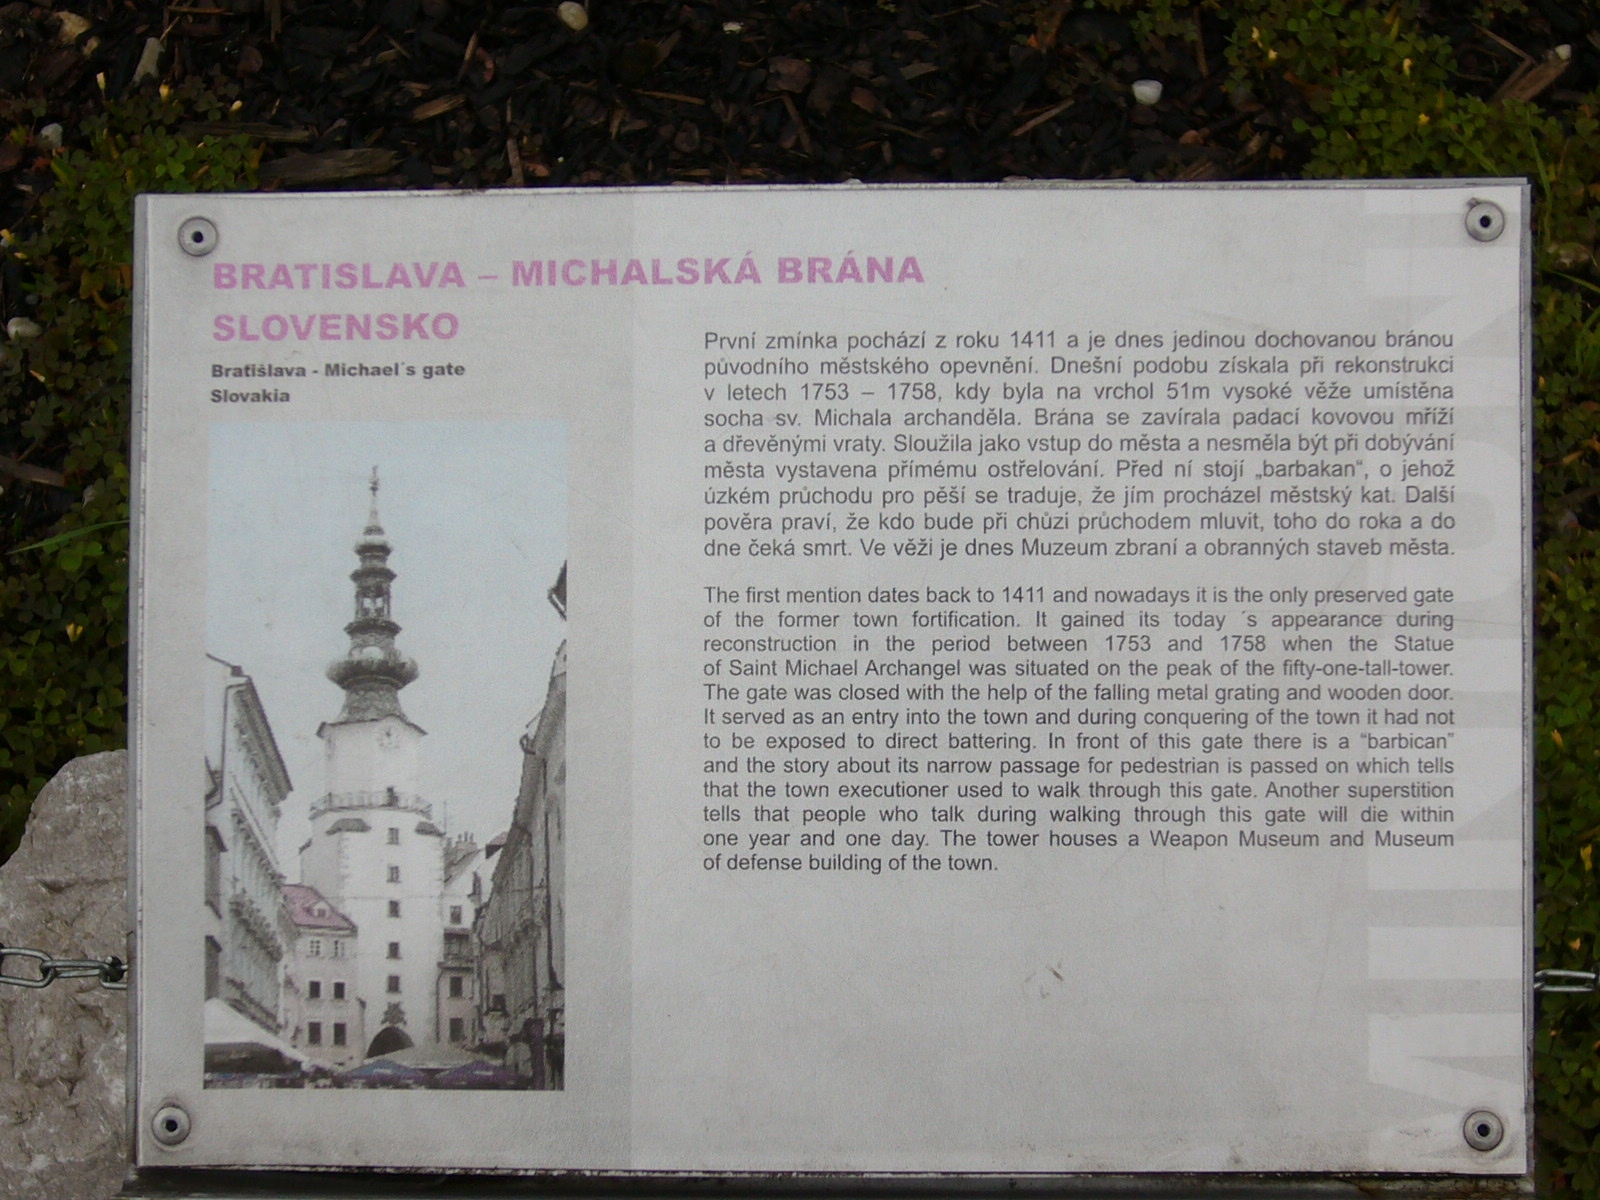 BRATISLAVA – MICHALSKÁ BRÁNA
SLOVENSKO
Bratislava - Michael´s gate
Slovakia
První zmínka pochází z roku 1411 a je dnes jedinou dochovanou bránou
původního městského opevnění. Dnešní podobu získala při rekonstrukci
v letech 1753 – 1758, kdy byla na vrchol 51m vysoké věže umístěna
socha sv. Michala archanděla. Brána se zavírala padací kovovou mříží
a dřevěnými vraty. Sloužila jako vstup do města a nesměla být při dobývání
města vystavena přímému ostřelování. Před ní stojí „barbakan“, o jehož
úzkém průchodu pro pěší se traduje, že jím procházel městský kat. Další
pověra praví, že kdo bude při chůzi průchodem mluvit, toho do roka a do
dne čeká smrt. Ve věži je dnes Muzeum zbraní a obranných staveb města.
The first mention dates back to 1411 and nowadays it is the only preserved gate
of the former town fortification. It gained its today ´s appearance during
reconstruction in the period between 1753 and 1758 when the Statue
of Saint Michael Archangel was situated on the peak of the fifty-one-tall-tower.
The gate was closed with the help of the falling metal grating and wooden door.
It served as an entry into the town and during conquering of the town it had not
to be exposed to direct battering. In front of this gate there is a “barbican”
and the story about its narrow passage for pedestrian is passed on which tells
that the town executioner used to walk through this gate. Another superstition
tells that people who talk during walking through this gate will die within
one year and one day. The tower houses a Weapon Museum and Museum
of defense building of the town.